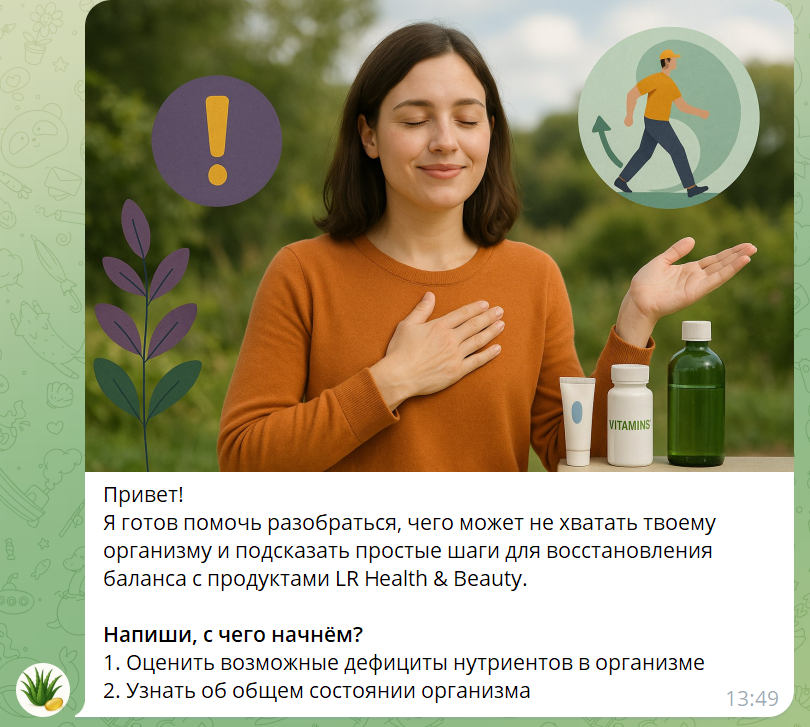 !
VITAMINS
Привет!
Я готов помочь разобраться, чего может не хватать твоему
организму и подсказать простые шаги для восстановления
баланса с продуктами LR Health & Beauty.
Напиши, с чего начнём?
1. Оценить возможные дефициты нутриентов в организме
2. Узнать об общем состоянии организма
13:49